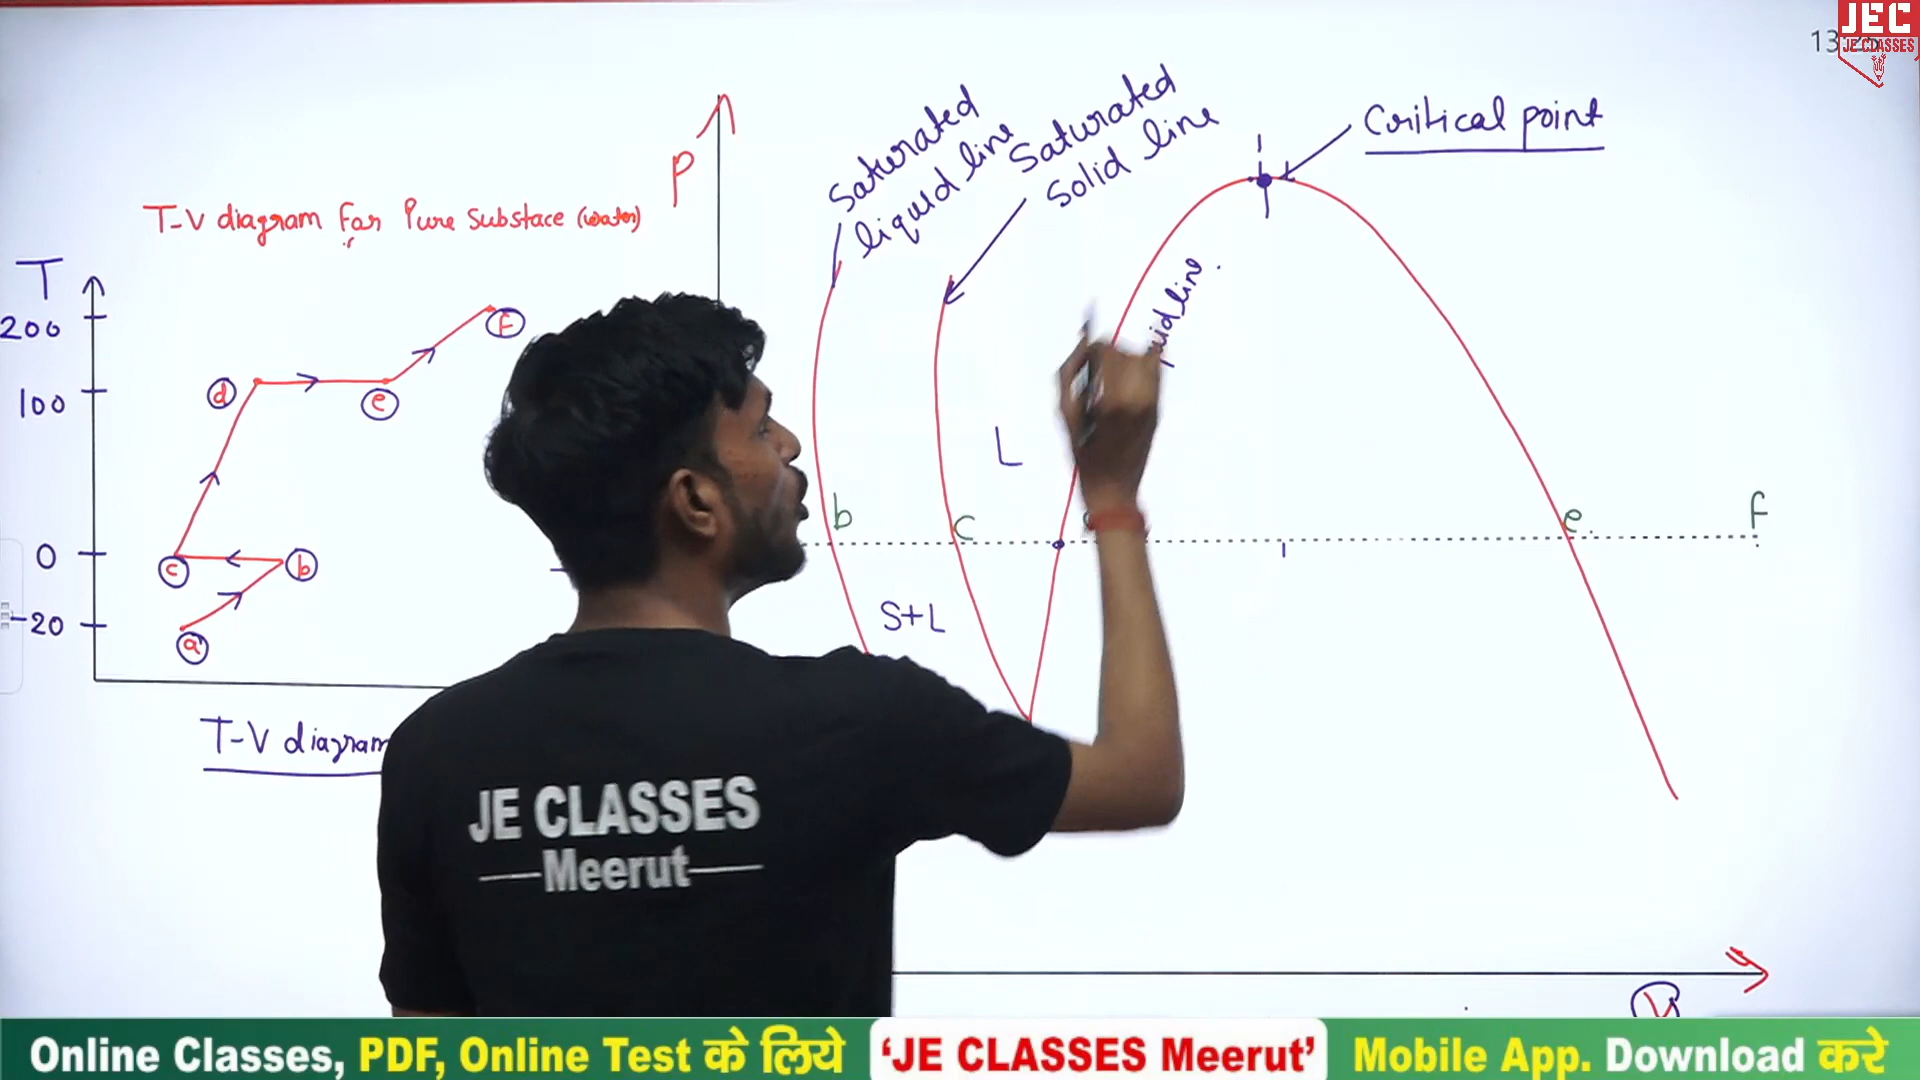 JEC
JE CLASSES
T-V diagram for Pure Substace (water)
T
200
100
0
-20
a
b
c
d
e
f
T-V diagram
P
Saturated
liquid line
Saturated
Solid line
Critical point
L
S+L
b
c
e
f
V
JE CLASSES
Meerut
Online Classes, PDF, Online Test के लिये 'JE CLASSES Meerut' Mobile App. Download करे